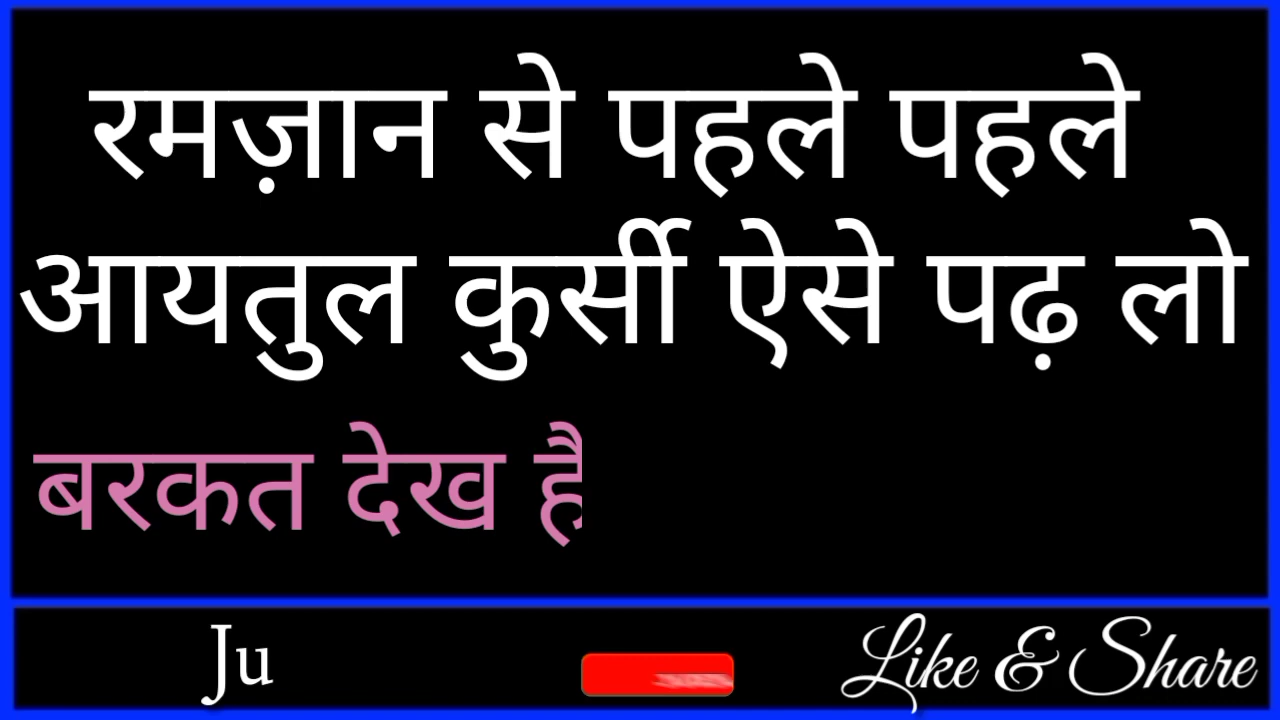 रमज़ान से पहले पहले
आयतुल कुर्सी ऐसे पढ़ लो
बरकत देख
Ju
Like & Share